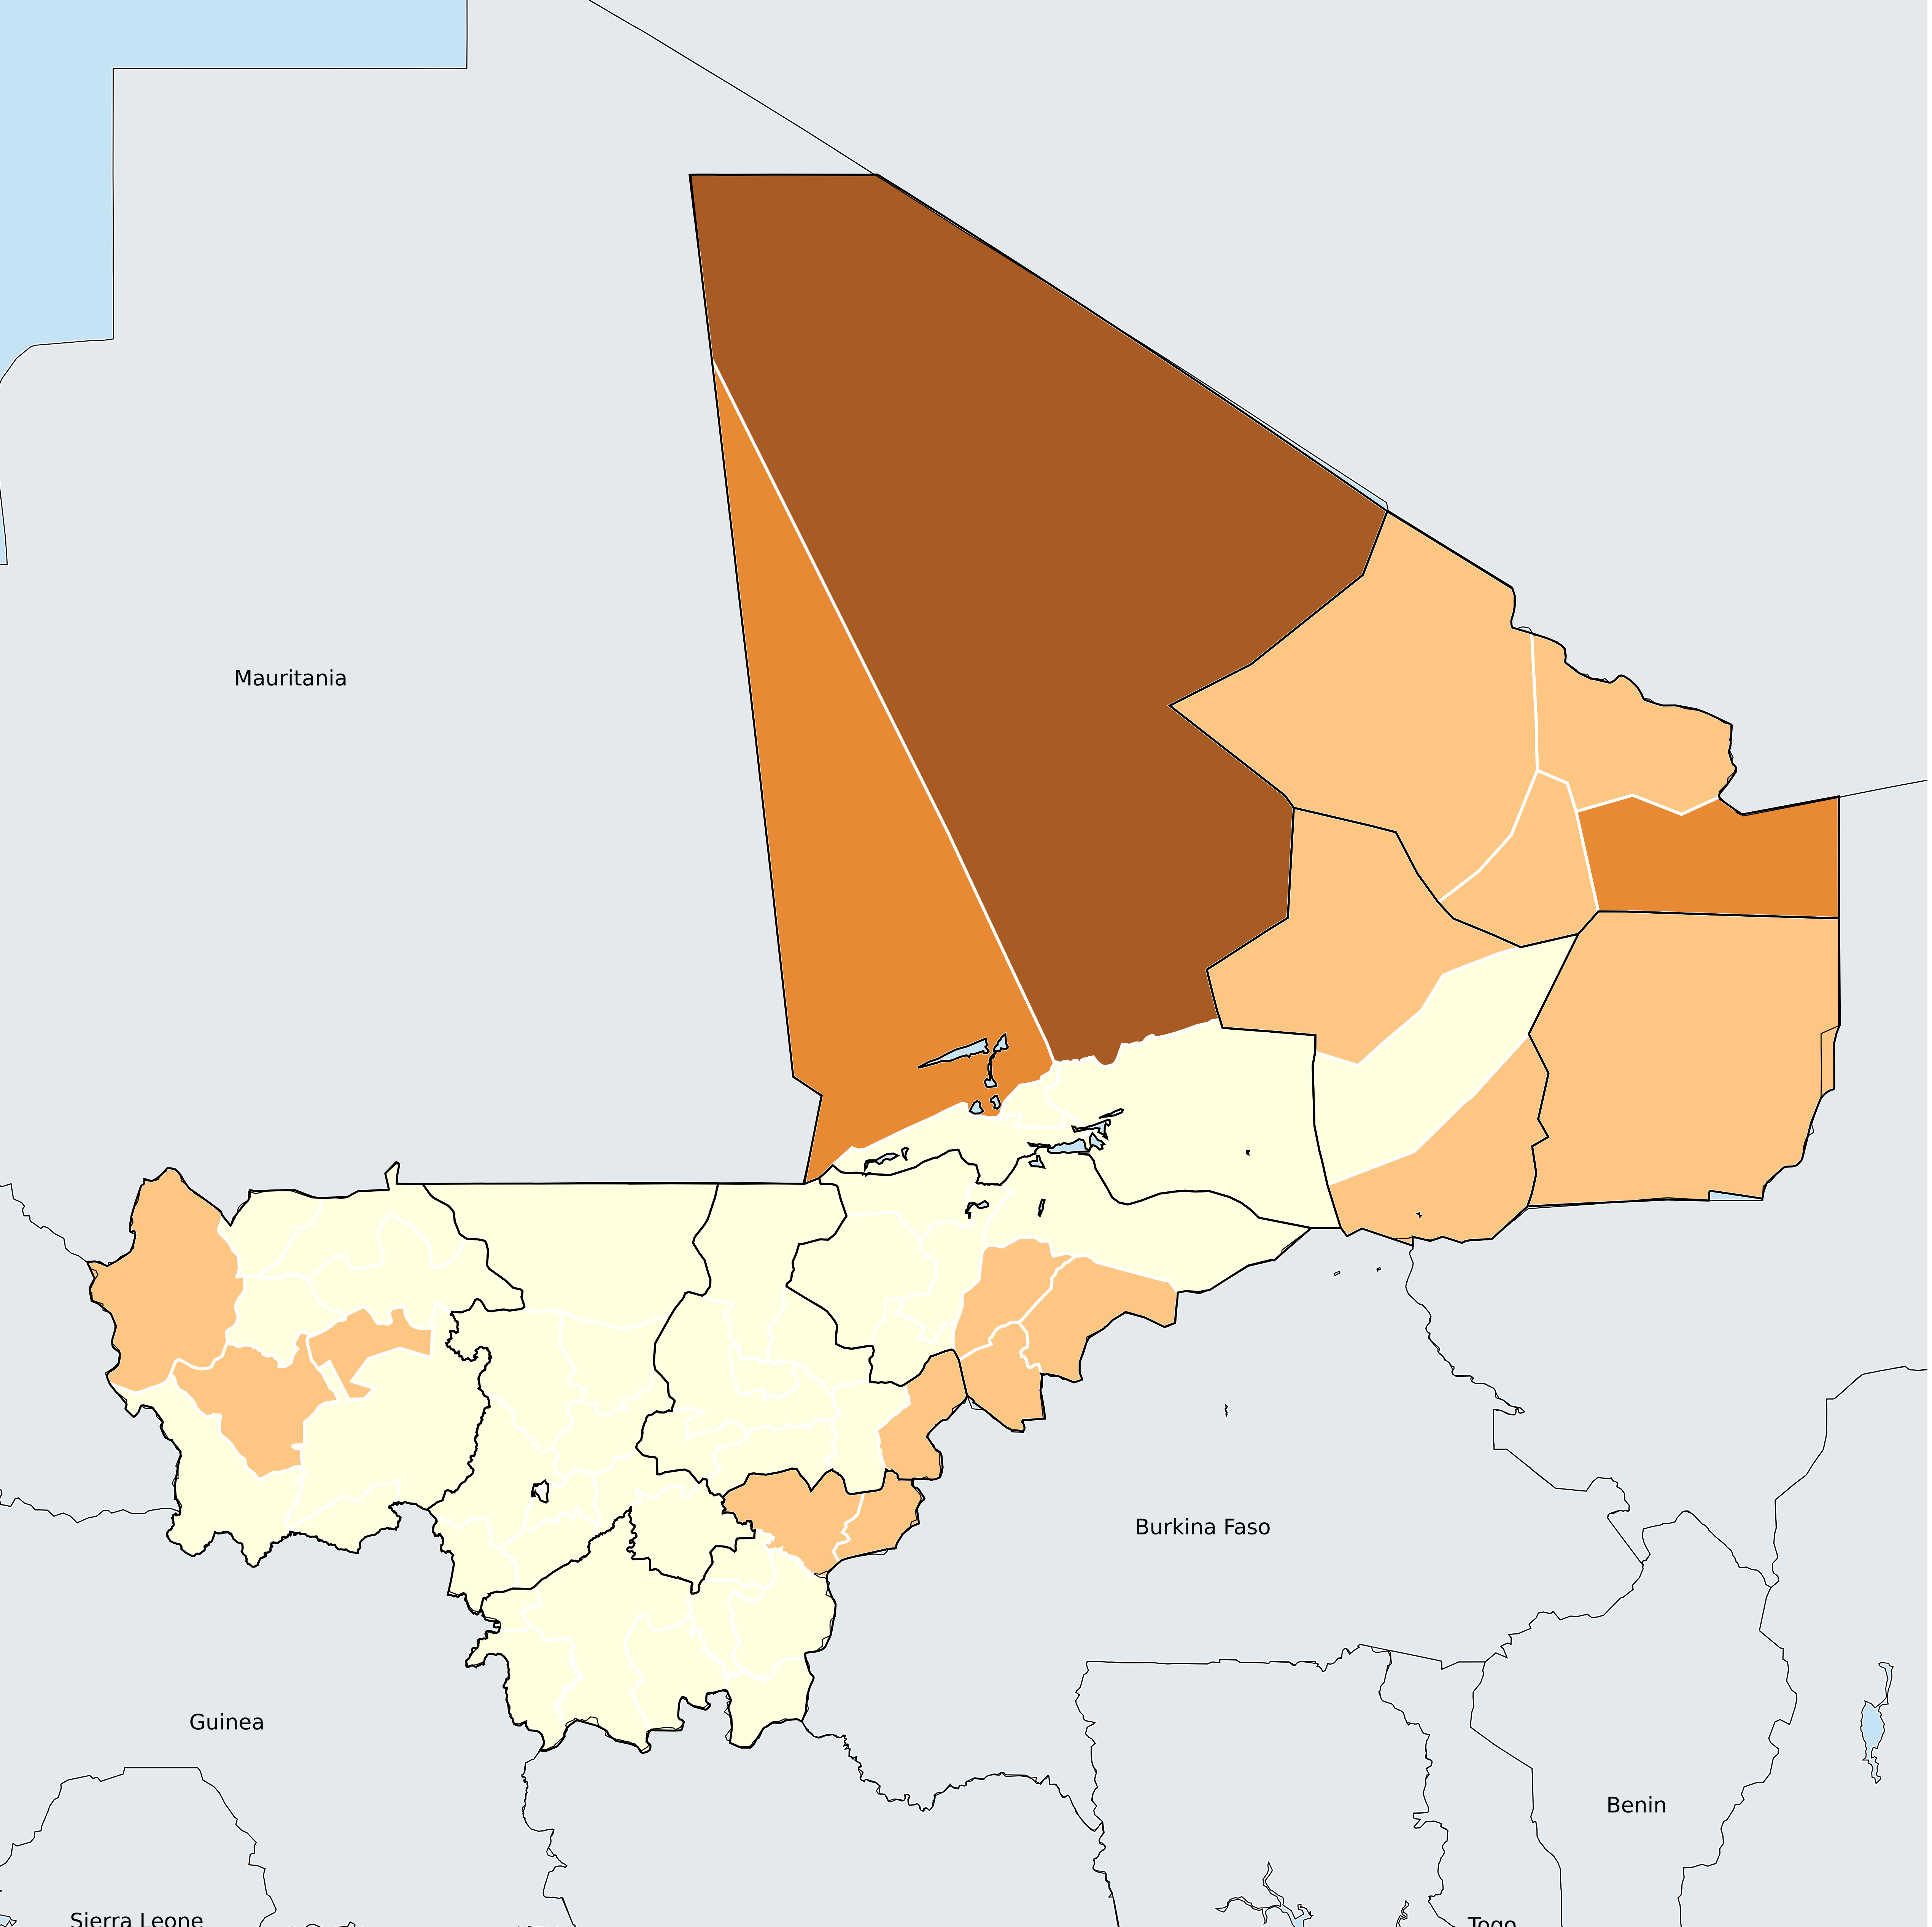 Mauritania
Burkina Faso
Guinea
Benin
Sierra Leone
Togo